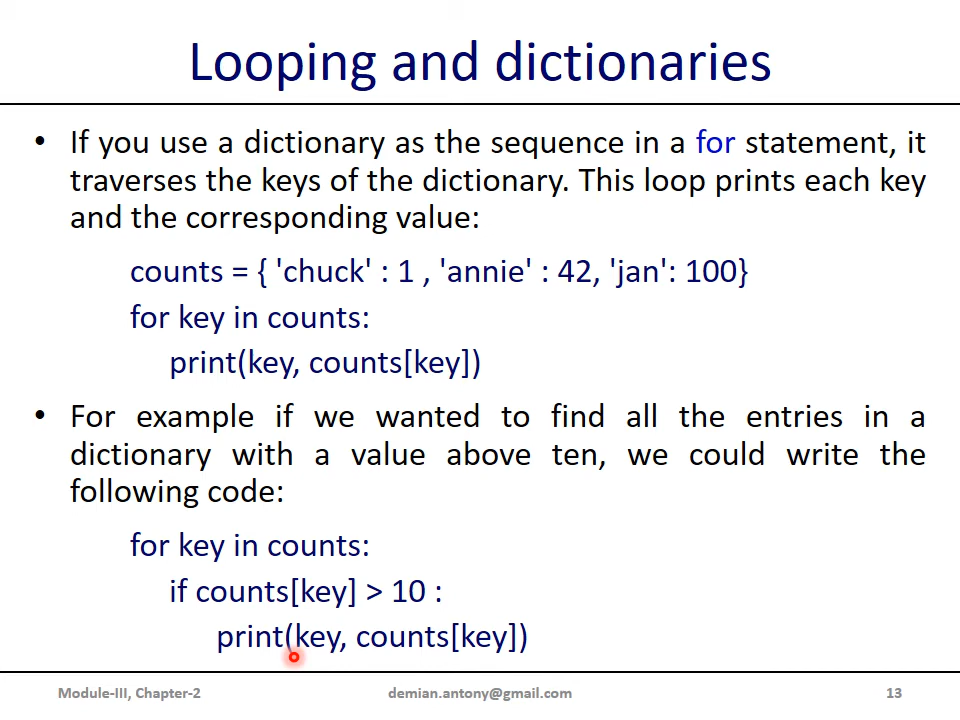 Looping and dictionaries
• If you use a dictionary as the sequence in a for statement, it
traverses the keys of the dictionary. This loop prints each key
and the corresponding value:
counts = { 'chuck' : 1 , 'annie' : 42, 'jan': 100}
for key in counts:
print(key, counts[key])
• For example if we wanted to find all the entries in a
dictionary with a value above ten, we could write the
following code:
for key in counts:
if counts[key] > 10 :
print(key, counts[key])
Module-III, Chapter-2
demian.antony@gmail.com
13